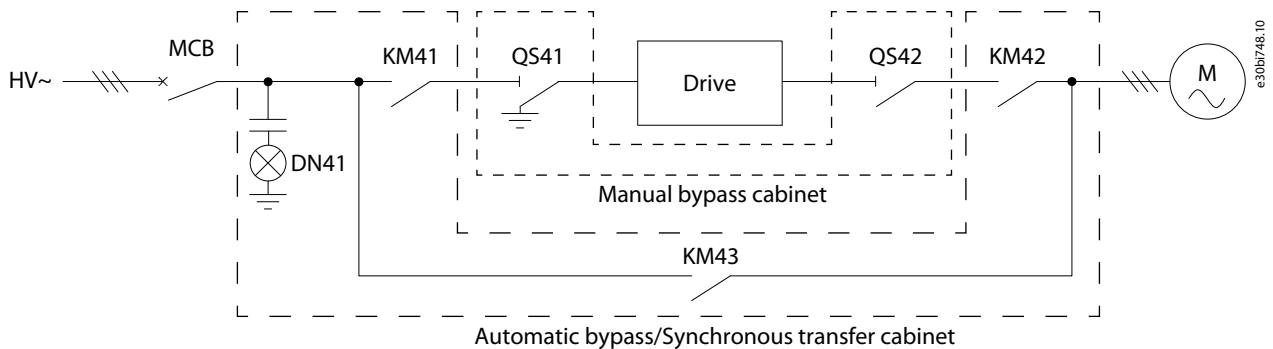 MCB
KM41
QS41
QS42
KM42
HV~
Drive
M
DN41
Manual bypass cabinet
KM43
Automatic bypass/Synchronous transfer cabinet
e30bi748.10